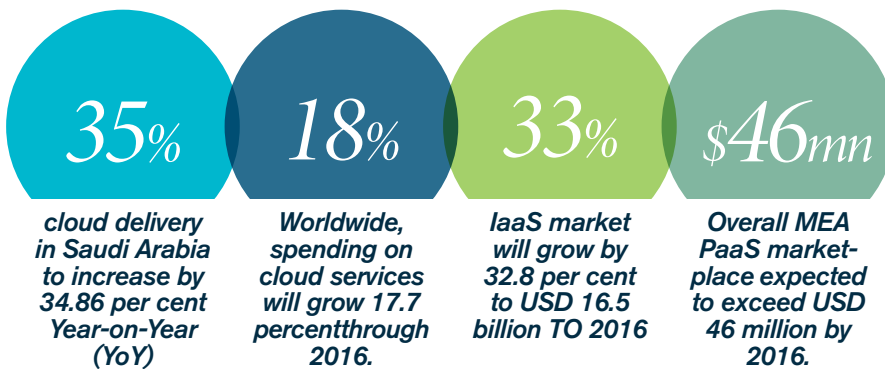 35%
cloud delivery
in Saudi Arabia
to increase by
34.86 per cent
Year-on-Year
(YoY)
18%
Worldwide,
spending on
cloud services
will grow 17.7
percentthrough
2016.
33%
IaaS market
will grow by
32.8 per cent
to USD 16.5
billion TO 2016
$46mn
Overall MEA
PaaS market-
place expected
to exceed USD
46 million by
2016.